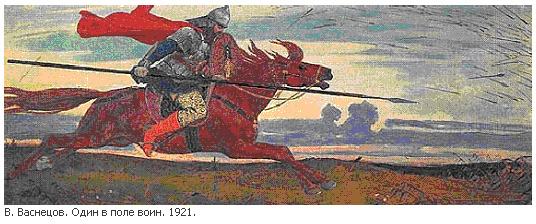 В. Васнецов. Один в поле воин. 1921.